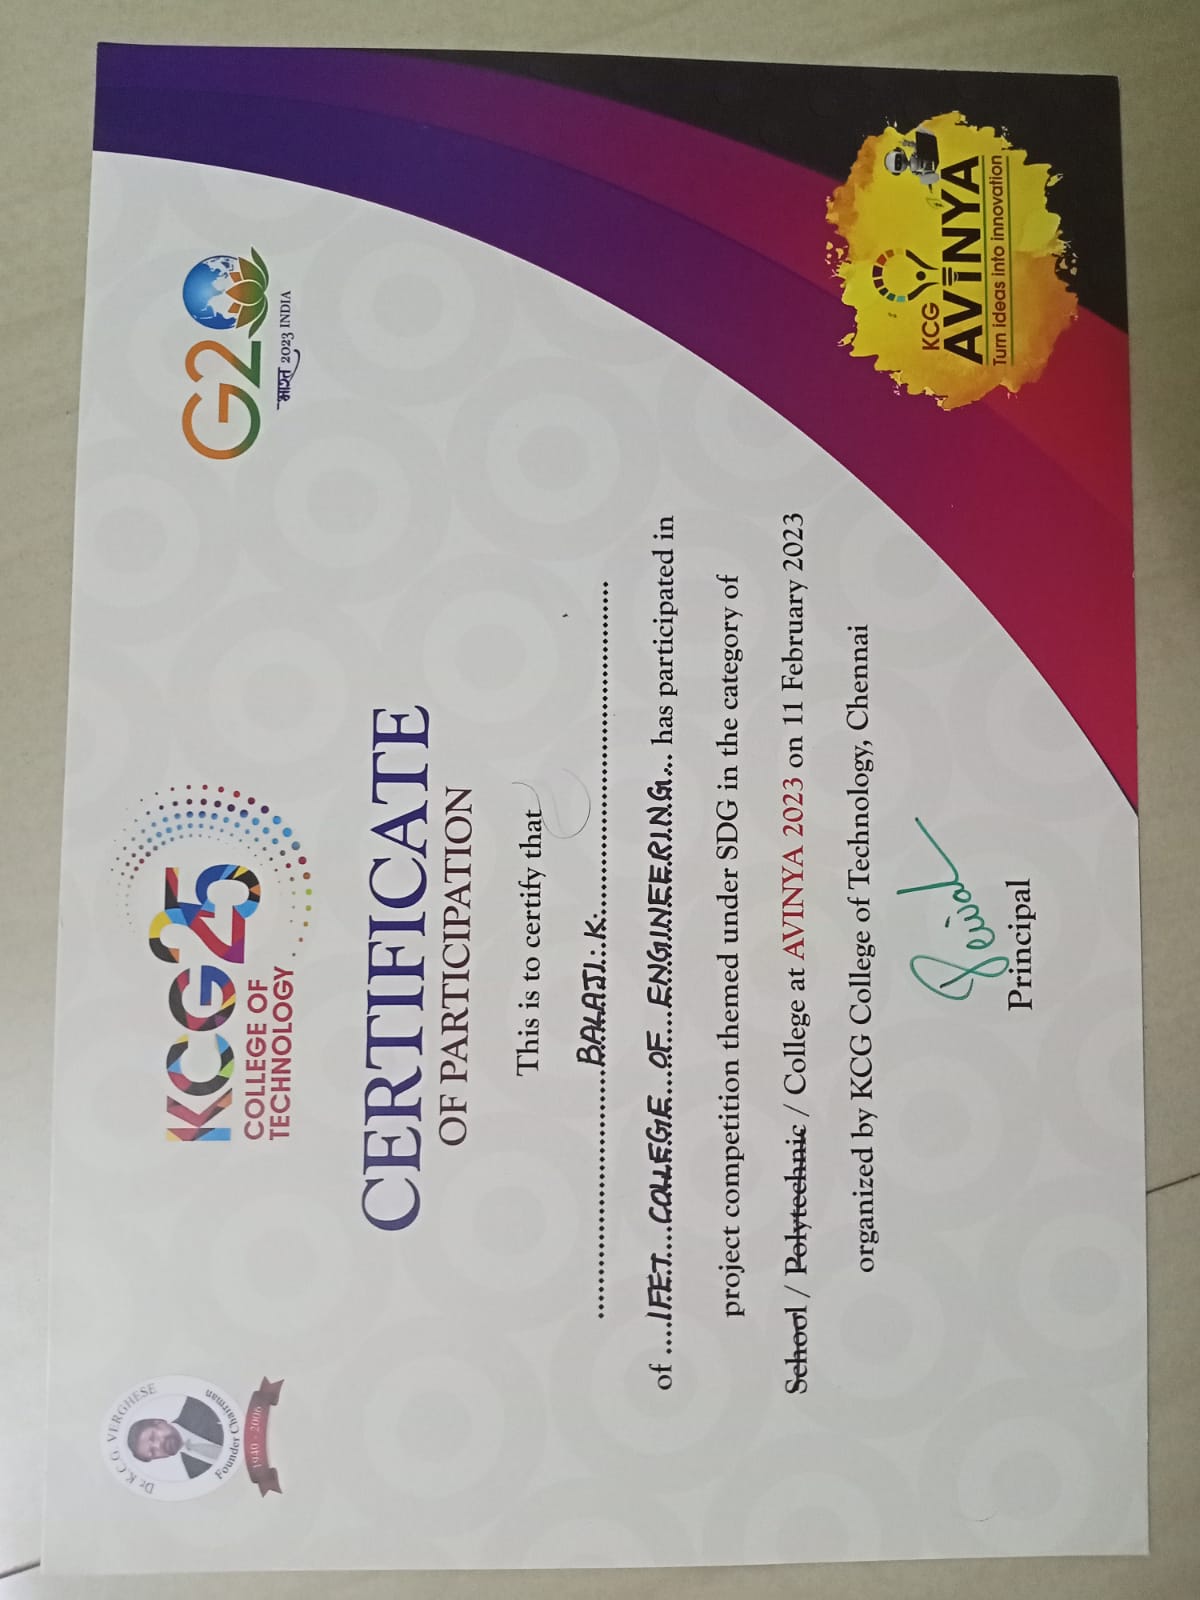 Dr. K.C.G. VERGHESE
Founder Chairman
1940 - 2006
KCG25
COLLEGE OF
TECHNOLOGY
G20
भारत 2023 INDIA
CERTIFICATE
OF PARTICIPATION
This is to certify that
BALAJI. K.
of IFET COLLEGE OF ENGINEERING has participated in
project competition themed under SDG in the category of
School / Polytechnic / College at AVINYA 2023 on 11 February 2023
organized by KCG College of Technology, Chennai
Principal
KCG
AVINYA
Turn ideas into innovation